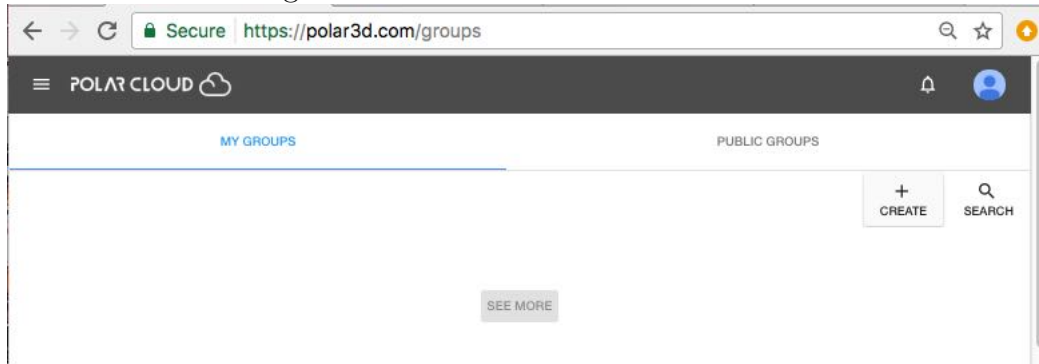 Secure https://polar3d.com/groups
POLAR CLOUD
MY GROUPS PUBLIC GROUPS
CREATE SEARCH
SEE MORE